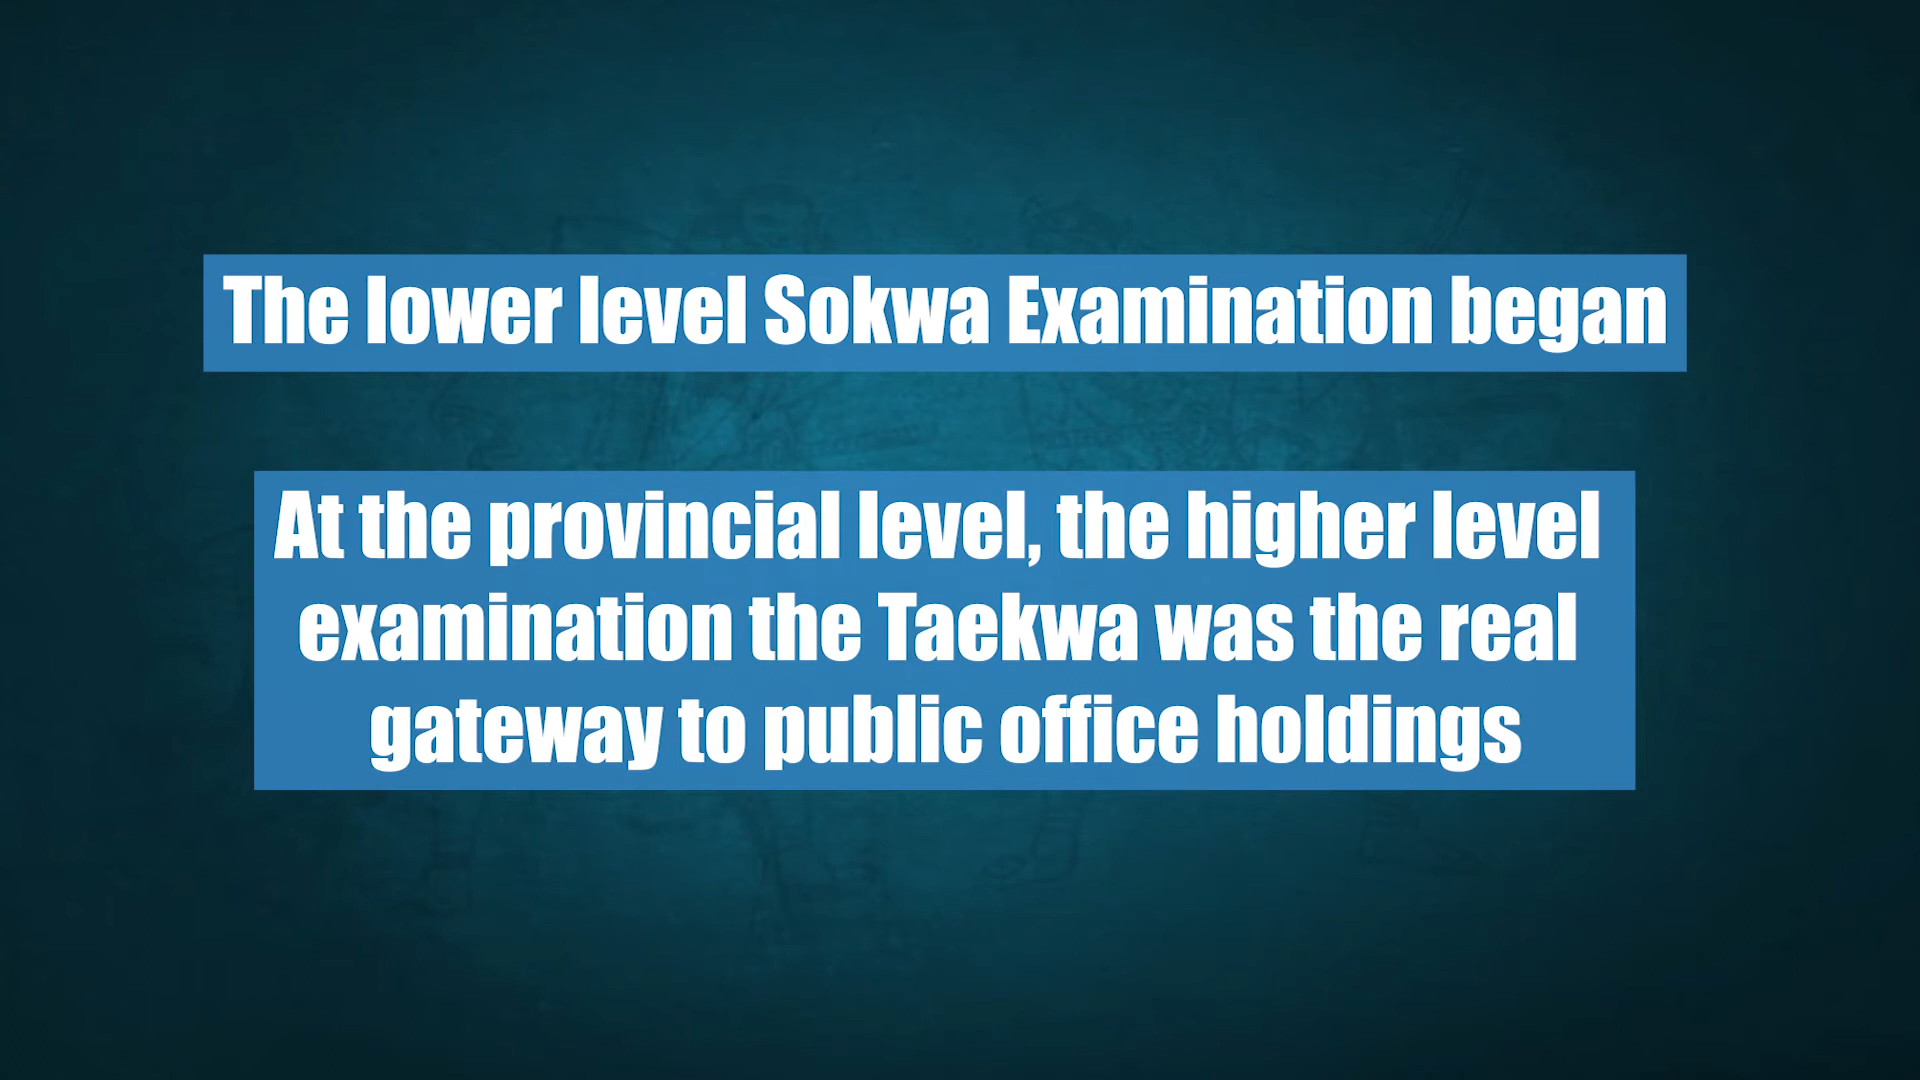 The lower level Sokwa Examination began
At the provincial level, the higher level
examination the Taekwa was the real
gateway to public office holdings